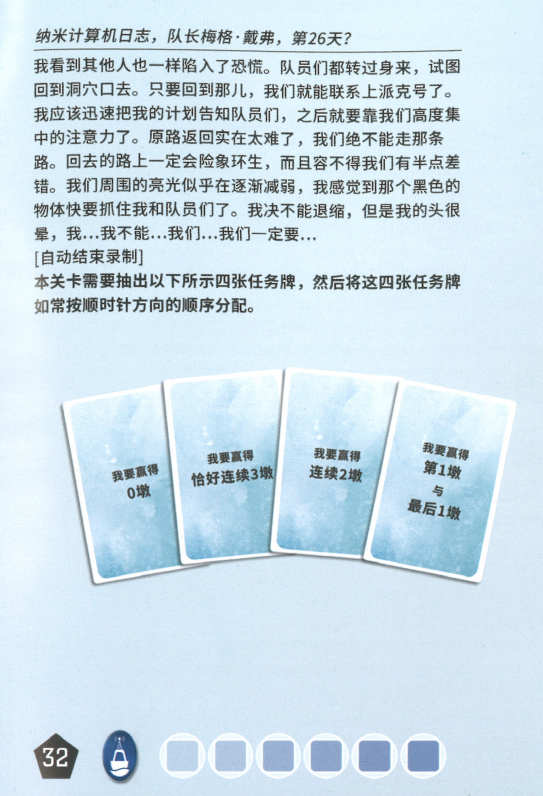 纳米计算机日志，队长梅格·戴弗，第26天？
我看到其他人也一样陷入了恐慌。队员们都转过身来，试图
回到洞穴口去。只要回到那儿，我们就能联系上派克号了。
我应该迅速把我的计划告知队员们，之后就要靠我们高度集
中的注意力了。原路返回实在太难了，我们绝不能走那条
路。回去的路上一定会险象环生，而且容不得我们有半点差
错。我们周围的亮光似乎在逐渐减弱，我感觉到那个黑色的
物体快要抓住我和队员们了。我决不能退缩，但是我的头很
晕，我…我不能…我们…我们一定要…
[自动结束录制]
本关卡需要抽出以下所示四张任务牌，然后将这四张任务牌
如常按顺时针方向的顺序分配。
我要赢得
0墩
我要赢得
恰好连续3墩
我要赢得
连续2墩
我要赢得
第1墩
与
最后1墩
32